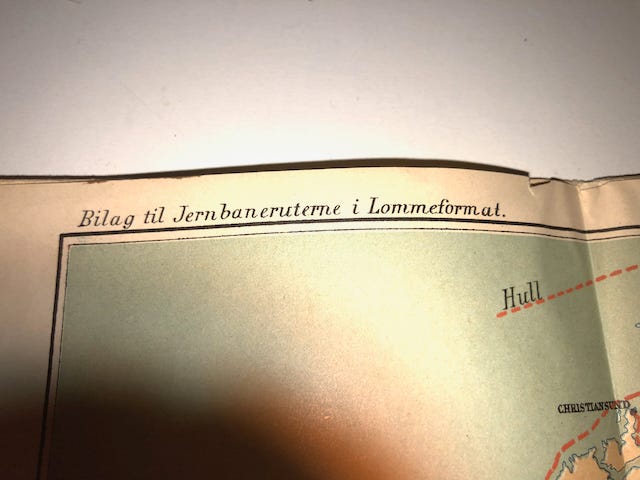 Bilag til Jernbaneruterne i Lommeformat.
Hull
CHRISTIANSUND